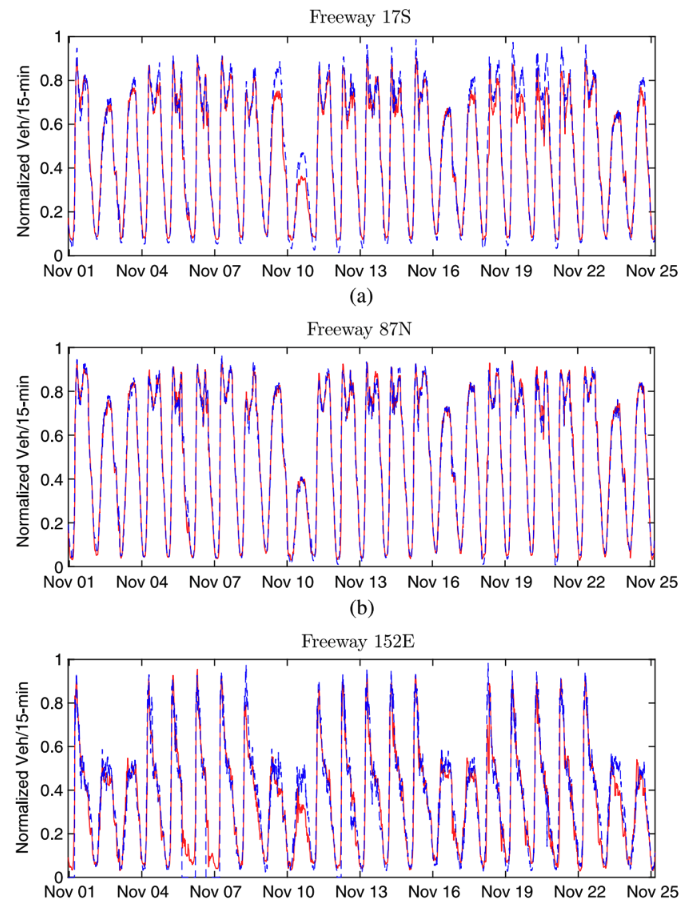 Freeway 17S
Normalized Veh/15-min
1
0.8
0.6
0.4
0.2
0
Nov 01 Nov 04 Nov 07 Nov 10 Nov 13 Nov 16 Nov 19 Nov 22 Nov 25
(a)
Freeway 87N
Normalized Veh/15-min
1
0.8
0.6
0.4
0.2
0
Nov 01 Nov 04 Nov 07 Nov 10 Nov 13 Nov 16 Nov 19 Nov 22 Nov 25
(b)
Freeway 152E
Normalized Veh/15-min
1
0.8
0.6
0.4
0.2
0
Nov 01 Nov 04 Nov 07 Nov 10 Nov 13 Nov 16 Nov 19 Nov 22 Nov 25